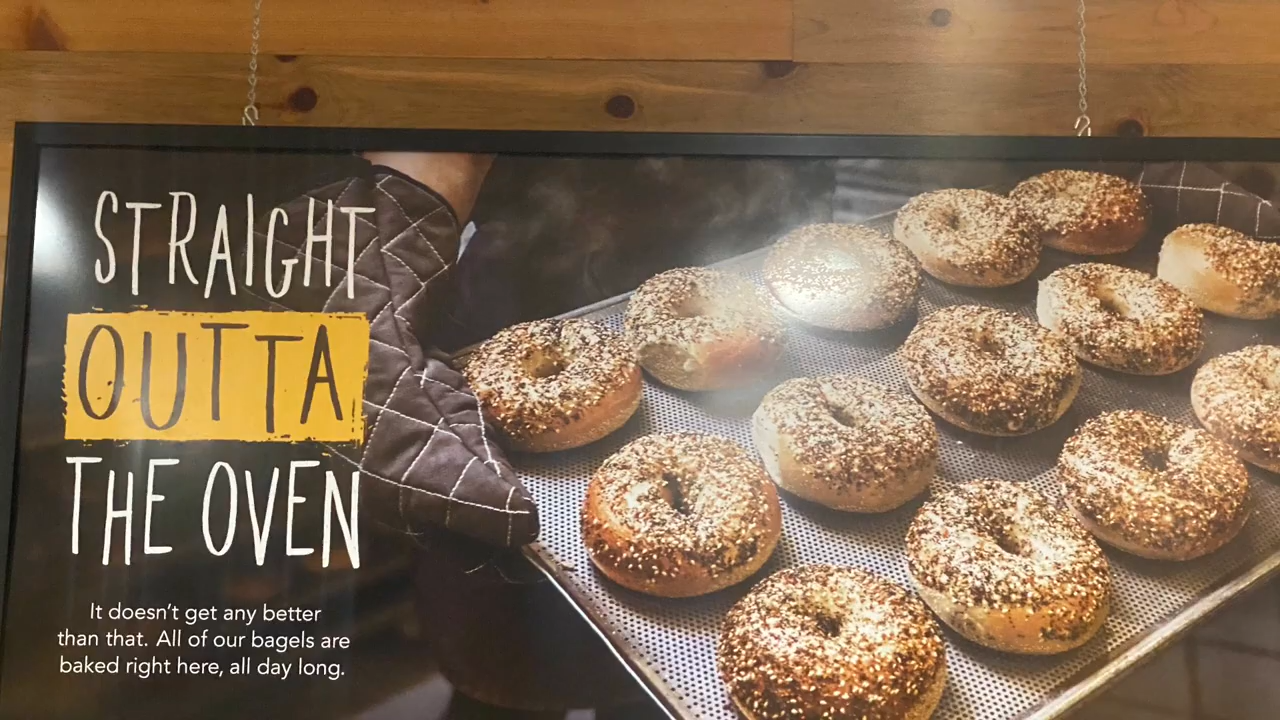 STRAIGHT
OUTTA
THE OVEN
It doesn't get any better
than that. All of our bagels are
baked right here, all day long.